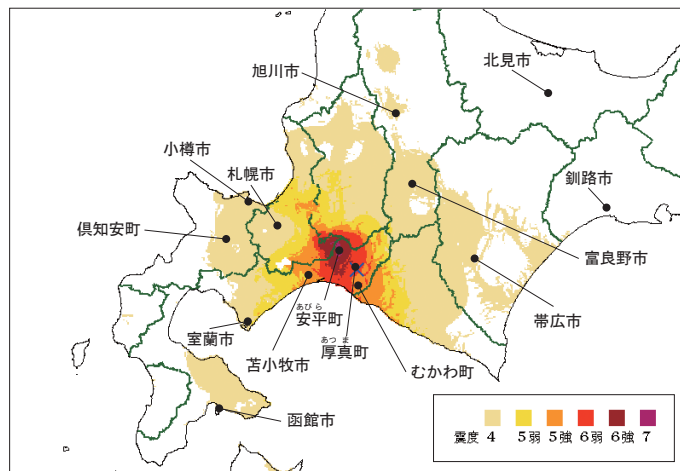 北見市
旭川市
小樽市
札幌市
釧路市
倶知安町
富良野市
帯広市
あびら
安平町
あつま
厚真町
室蘭市
苫小牧市
むかわ町
函館市
震度 4 5弱 5強 6弱 6強 7